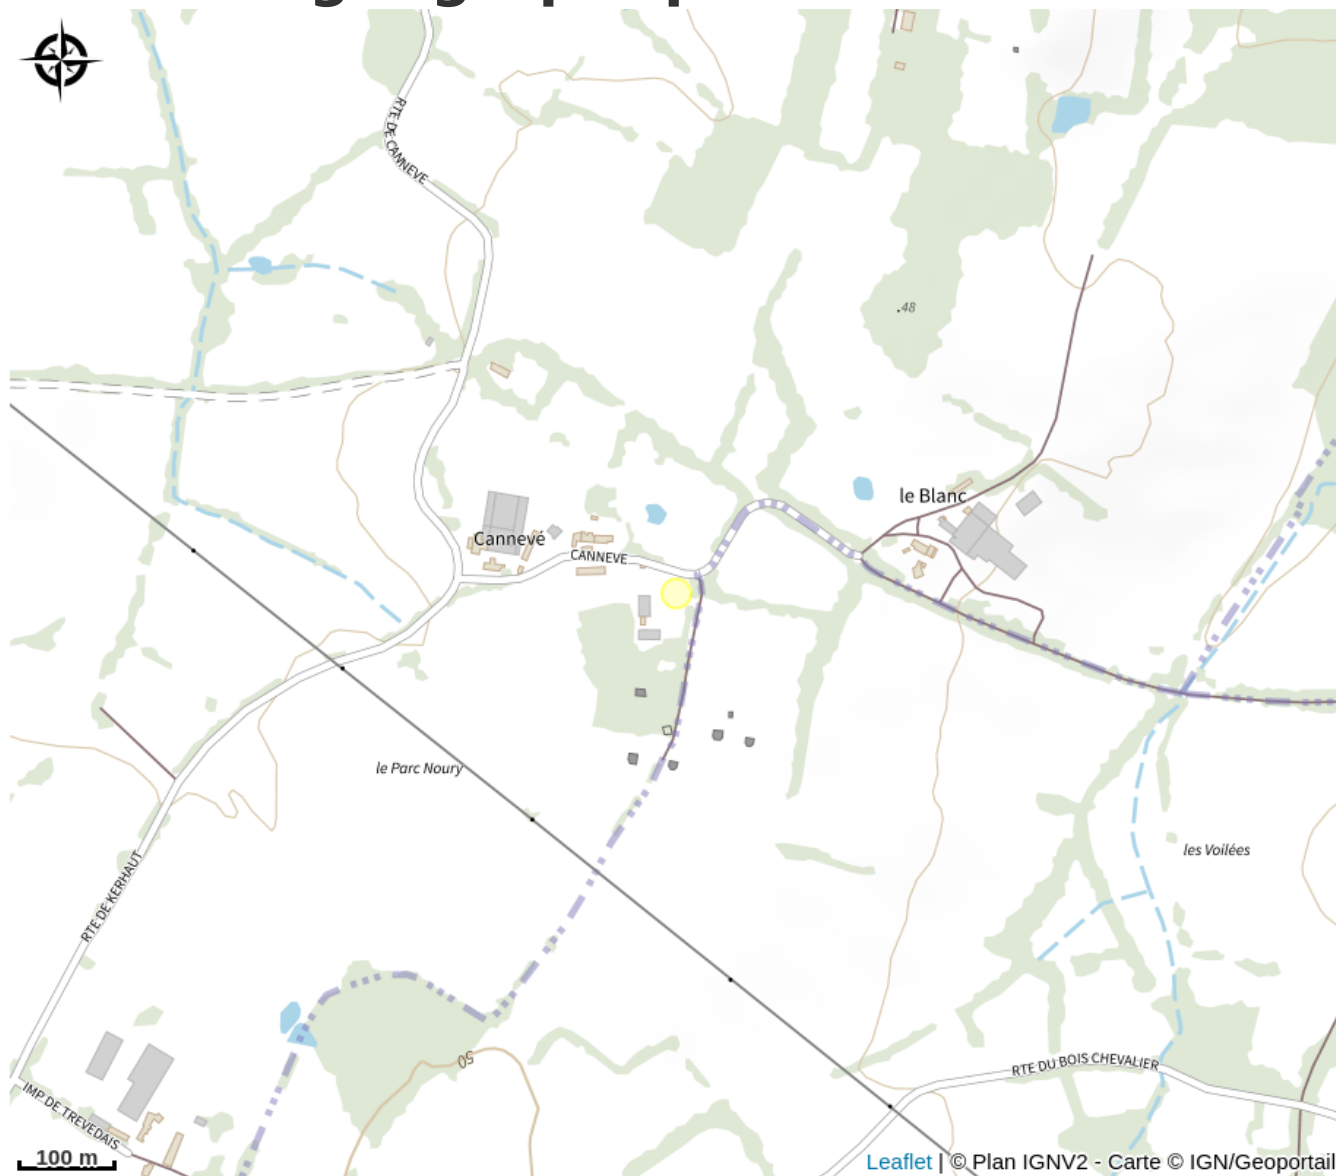 RTE DE CANNEVE
.48
le Blanc
Cannevé
CANNEVE
le Parc Noury
les Voilées
RTE DE KERHAUT
50
RTE DU BOIS CHEVALIER
IMP DE TREVEDAIS
100 m
Leaflet | © Plan IGNV2 - Carte © IGN/Geoportail